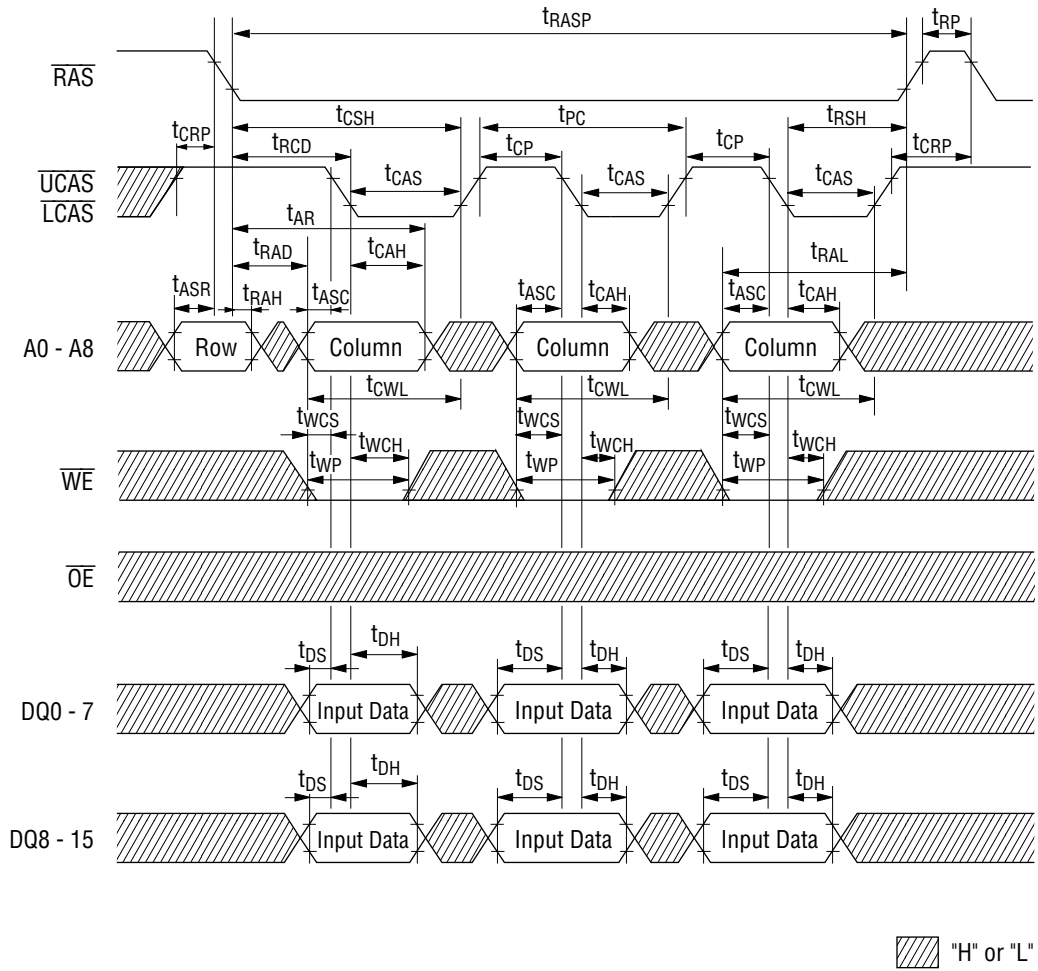 tRASP tRP
RAS
tCSH tPC tRSH
tCRP tRCD tCP tCP tCRP
UCAS tCAS tCAS tCAS
LCAS
tAR
tRAD tCAH tRAL
tASR tRAH tASC tASC tCAH tASC tCAH
A0 - A8 Row Column Column Column
tCWL tCWL tCWL
tWCS tWCS tWCS
tWCH tWCH tWCH
tWP tWP tWP
WE
OE
tDS tDH tDS tDH tDS tDH
DQ0 - 7 Input Data Input Data Input Data
tDS tDH tDS tDH tDS tDH
DQ8 - 15 Input Data Input Data Input Data
"H" or "L"